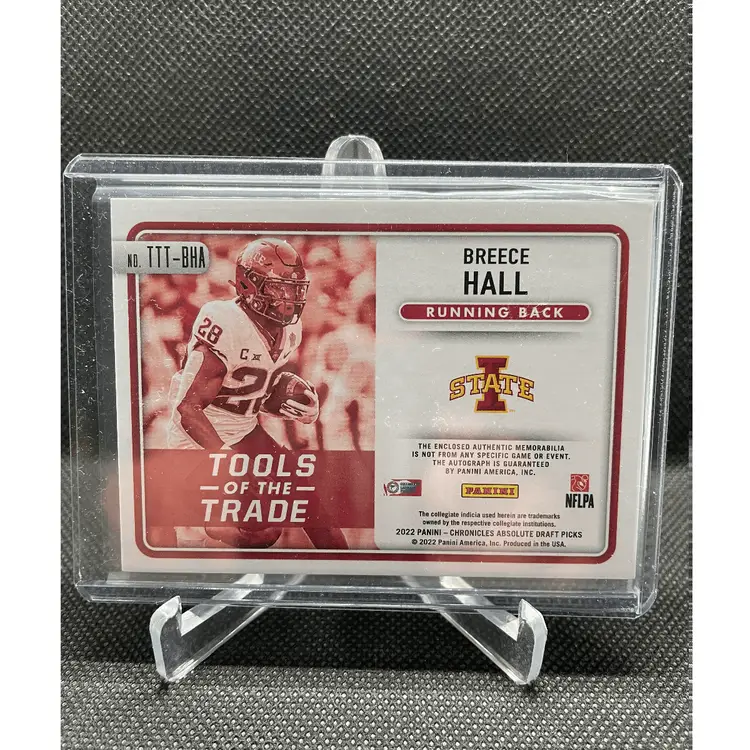 NO. TTT-BHA
BREECE
HALL
RUNNING BACK
28
C XII
28
I
STATE
TOOLS
OF THE
TRADE
THE ENCLOSED AUTHENTIC MEMORABILIA
IS NOT FROM ANY SPECIFIC GAME OR EVENT.
THE AUTOGRAPH IS GUARANTEED
BY PANINI AMERICA, INC.
PANINI
NFLPA
The collegiate indicia used herein are trademarks
owned by the respective collegiate institutions.
2022 PANINI – CHRONICLES ABSOLUTE DRAFT PICKS
© 2022 Panini America, Inc. Produced in the USA.